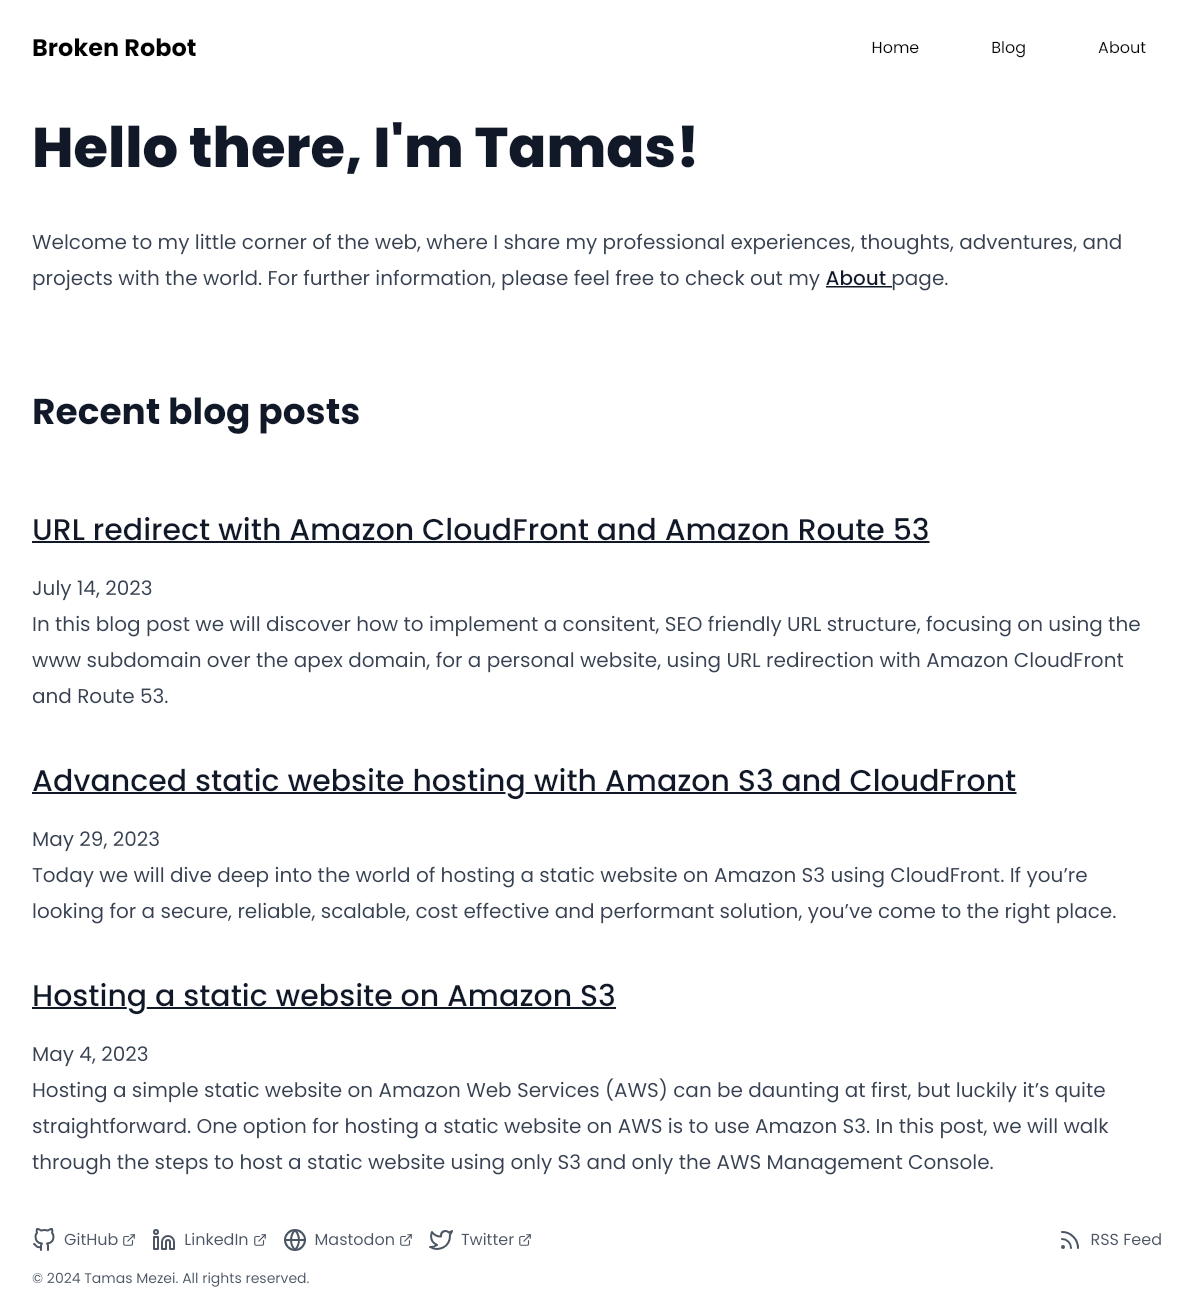 Broken Robot
Home
Blog
About
Hello there, I'm Tamas!
Welcome to my little corner of the web, where I share my professional experiences, thoughts, adventures, and
projects with the world. For further information, please feel free to check out my About page.
Recent blog posts
URL redirect with Amazon CloudFront and Amazon Route 53
July 14, 2023
In this blog post we will discover how to implement a consitent, SEO friendly URL structure, focusing on using the
www subdomain over the apex domain, for a personal website, using URL redirection with Amazon CloudFront
and Route 53.
Advanced static website hosting with Amazon S3 and CloudFront
May 29, 2023
Today we will dive deep into the world of hosting a static website on Amazon S3 using CloudFront. If you’re
looking for a secure, reliable, scalable, cost effective and performant solution, you’ve come to the right place.
Hosting a static website on Amazon S3
May 4, 2023
Hosting a simple static website on Amazon Web Services (AWS) can be daunting at first, but luckily it’s quite
straightforward. One option for hosting a static website on AWS is to use Amazon S3. In this post, we will walk
through the steps to host a static website using only S3 and only the AWS Management Console.
GitHub
LinkedIn
Mastodon
Twitter
RSS Feed
© 2024 Tamas Mezei. All rights reserved.